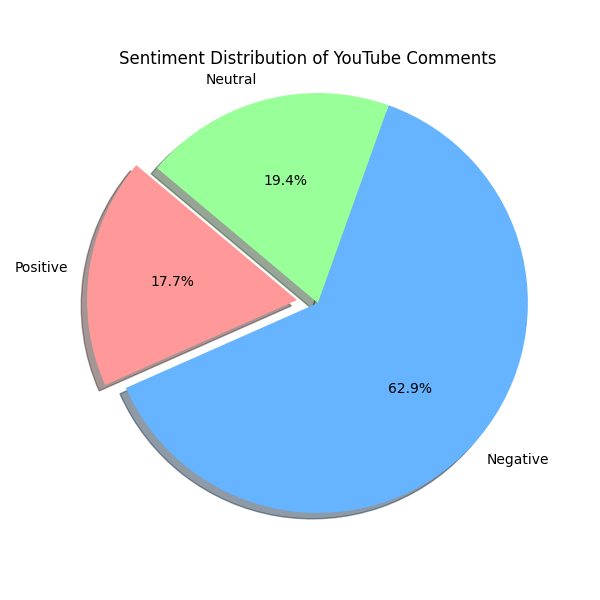 Sentiment Distribution of YouTube Comments
Neutral
19.4%
Positive
17.7%
62.9%
Negative